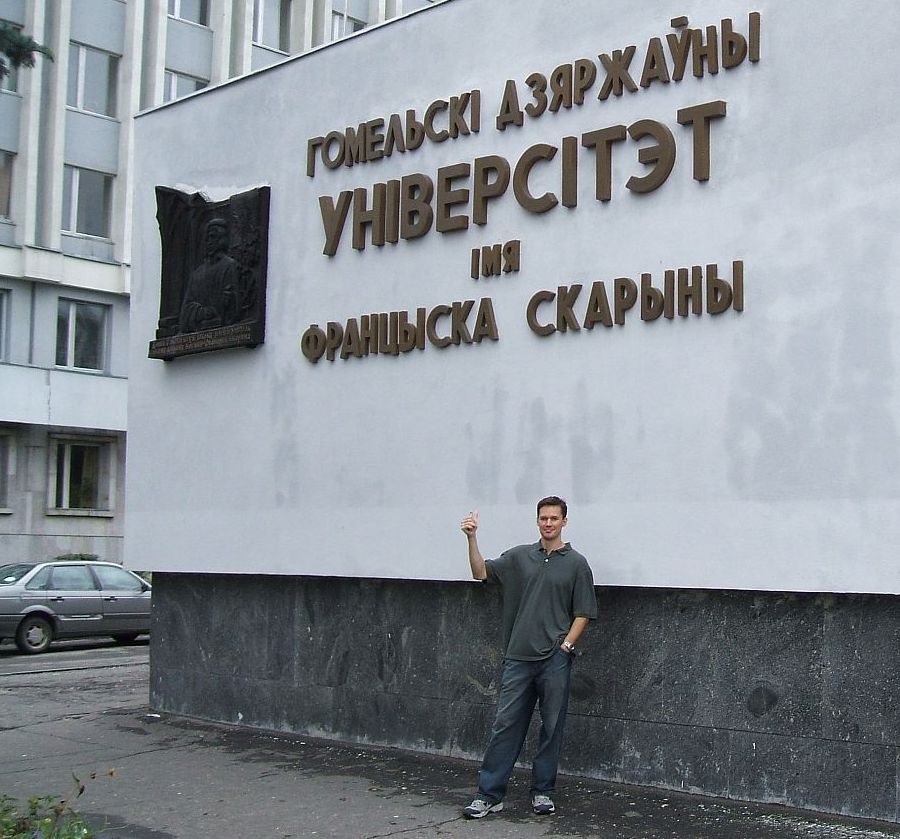 ГОМЕЛЬСКІ ДЗЯРЖАЎНЫ
УНІВЕРСІТЭТ
ІМЯ
ФРАНЦЫСКА СКАРЫНЫ